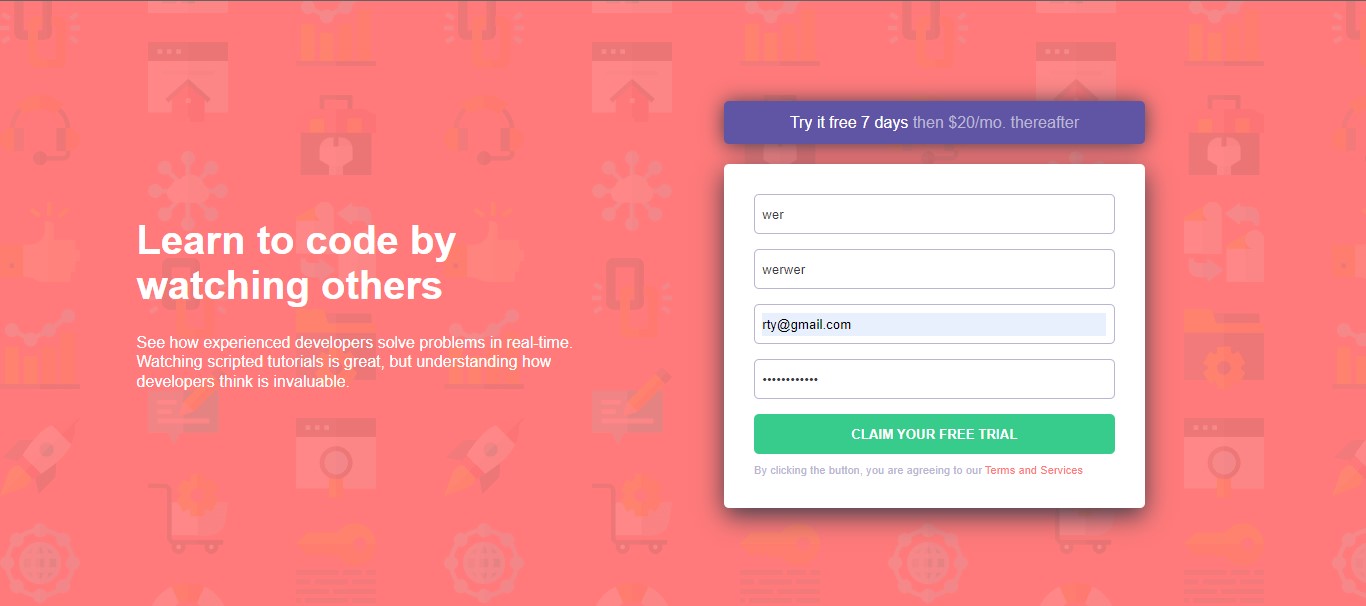 Try it free 7 days then $20/mo. thereafter
Learn to code by
watching others
See how experienced developers solve problems in real-time.
Watching scripted tutorials is great, but understanding how
developers think is invaluable.
wer
werwer
rty@gmail.com
••••••••••••
CLAIM YOUR FREE TRIAL
By clicking the button, you are agreeing to our Terms and Services